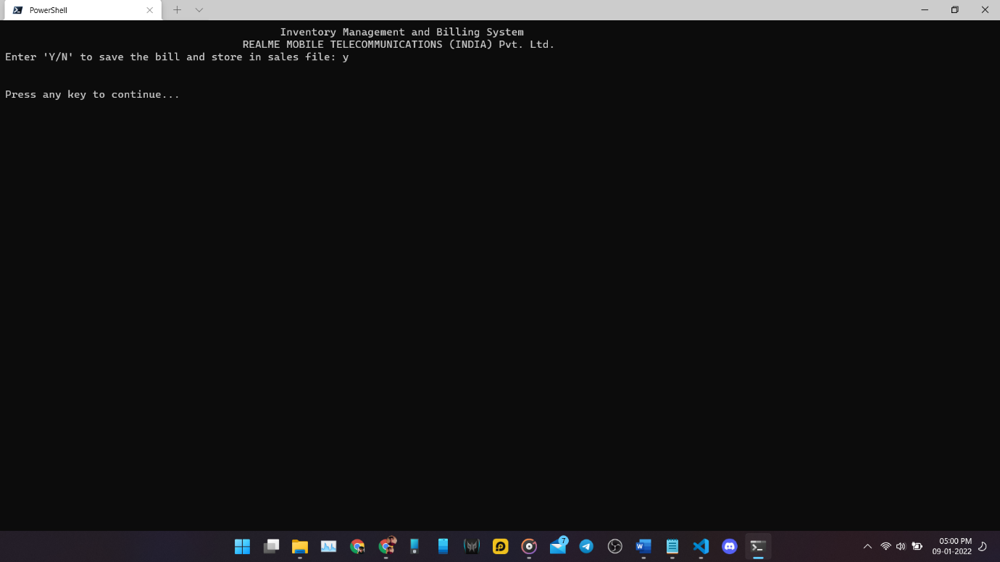 PowerShell
Inventory Management and Billing System
REALME MOBILE TELECOMMUNICATIONS (INDIA) Pvt. Ltd.
Enter 'Y/N' to save the bill and store in sales file: y
Press any key to continue...
7
05:00 PM
09-01-2022